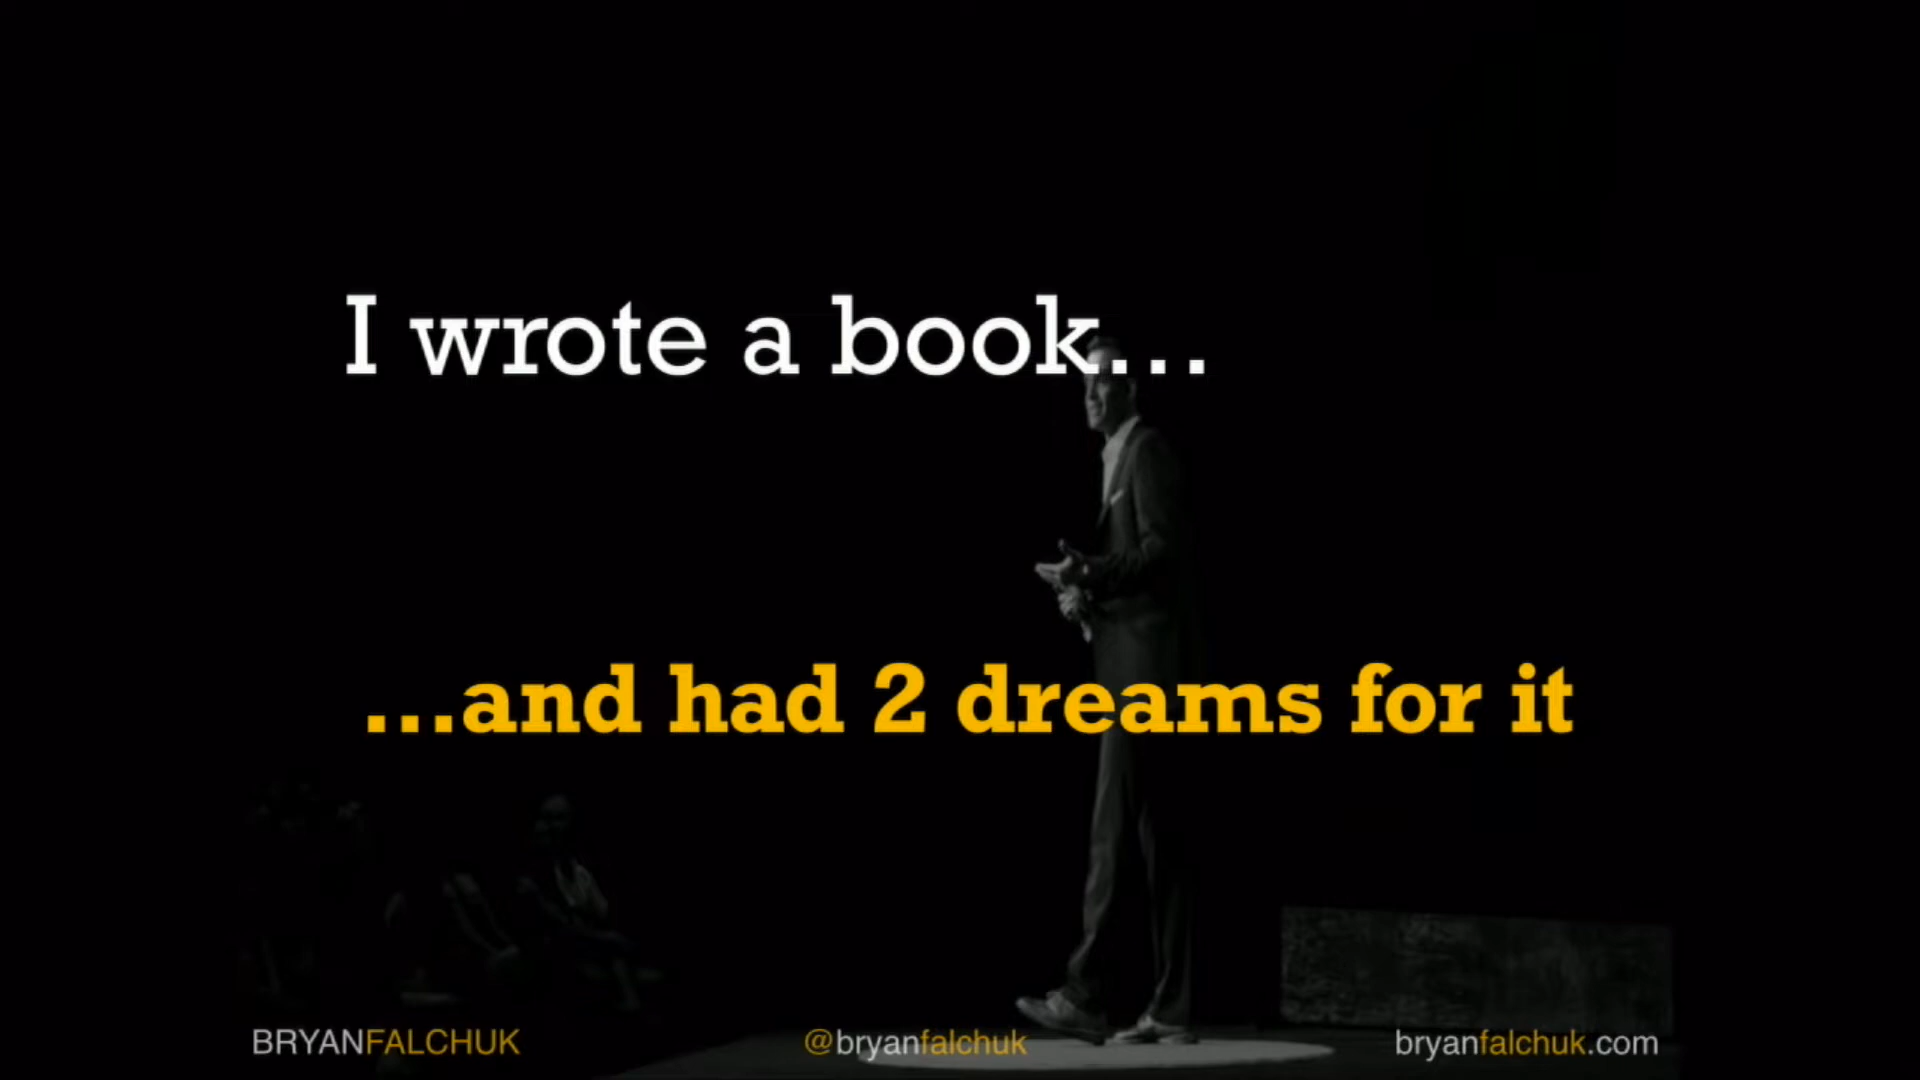 I wrote a book...
...and had 2 dreams for it
BRYANFALCHUK
@bryanfalchuk
bryanfalchuk.com